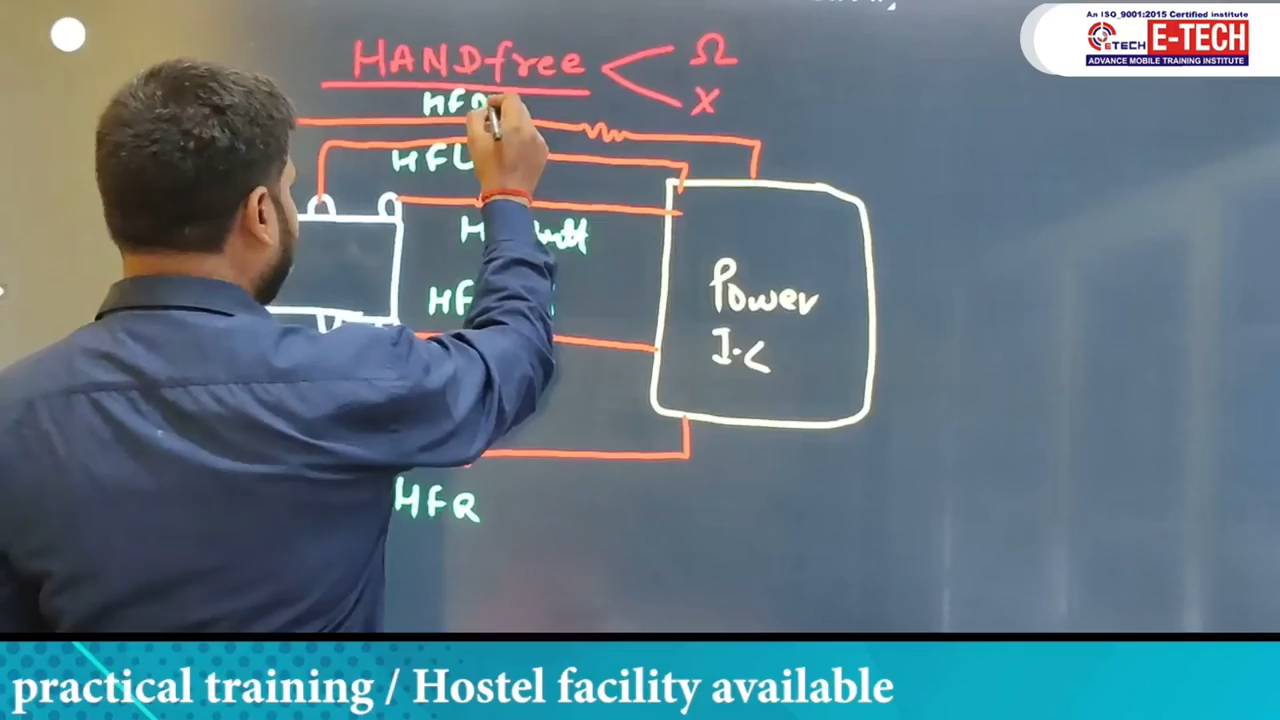 An ISO 9001:2015 Certified institute
ETECH E-TECH
ADVANCE MOBILE TRAINING INSTITUTE
HANDfree < Ω
X
HFL
Power
I.C
HFR
practical training / Hostel facility available